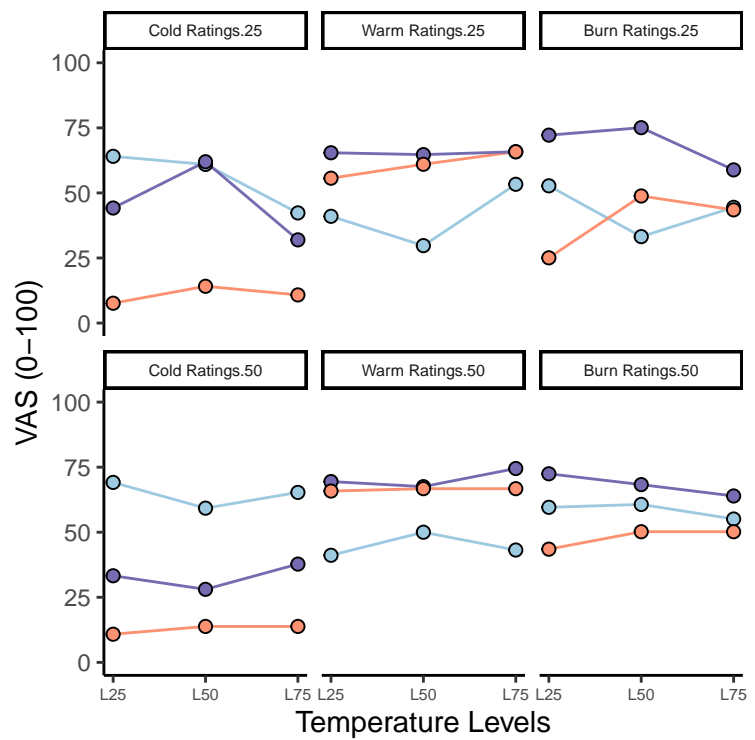 Cold Ratings.25
Warm Ratings.25
Burn Ratings.25
100
75
50
25
0
Cold Ratings.50
Warm Ratings.50
Burn Ratings.50
100
75
50
25
0
VAS (0−100)
L25 L50 L75 L25 L50 L75 L25 L50 L75
Temperature Levels